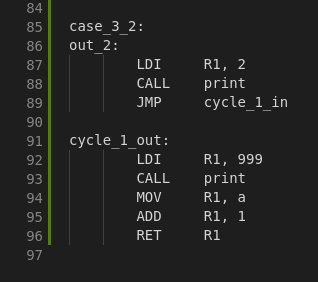 84
85 case_3_2:
86 out_2:
87 LDI R1, 2
88 CALL print
89 JMP cycle_1_in
90
91 cycle_1_out:
92 LDI R1, 999
93 CALL print
94 MOV R1, a
95 ADD R1, 1
96 RET R1
97